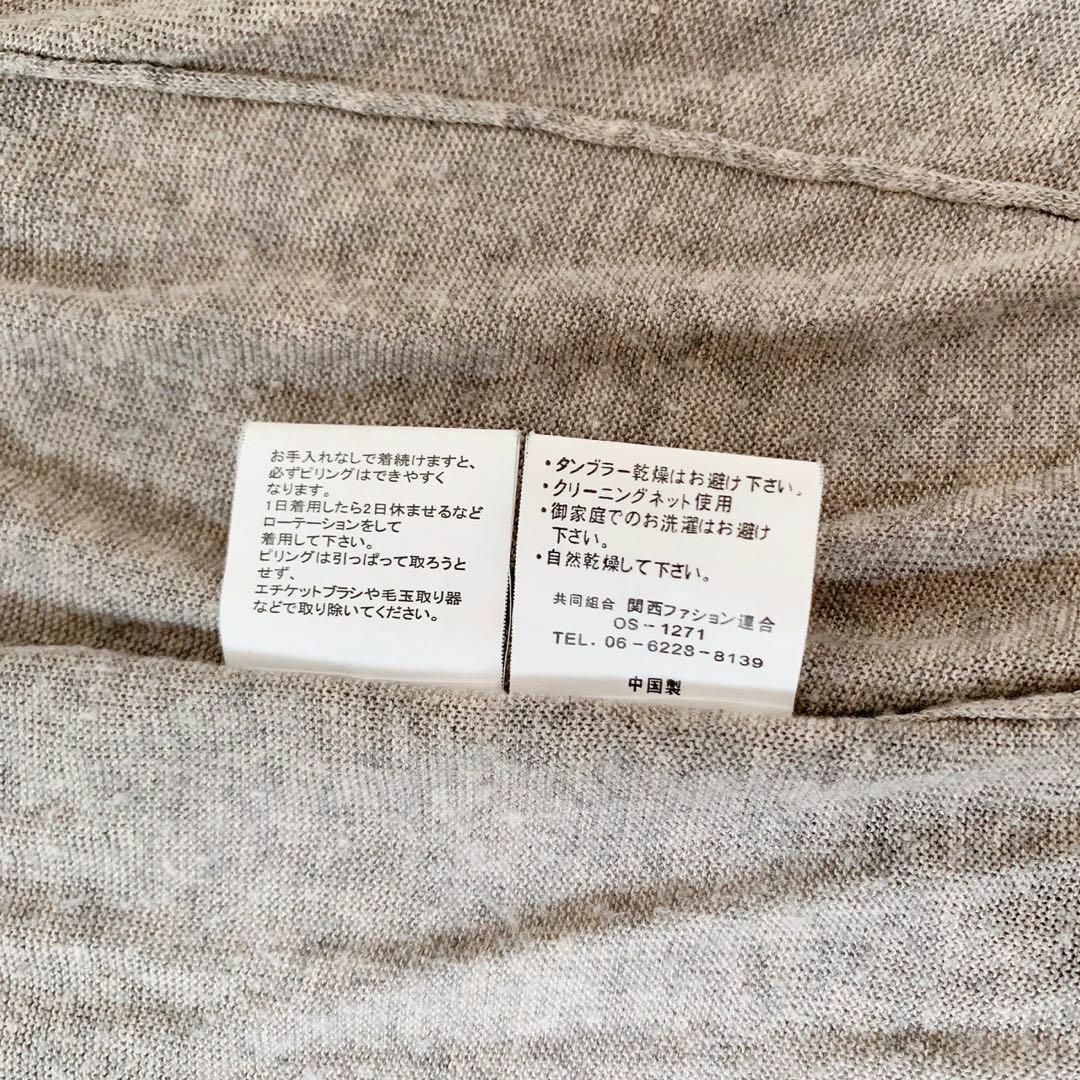 お手入れなしで着続けますと、
必ずピリングはできやすく
なります。
1日着用したら2日休ませるなど
ローテーションをして
着用して下さい。
ピリングは引っぱって取ろうと
せず、
エチケットブラシや毛玉取り器
などで取り除いてください。
・タンブラー乾燥はお避け下さい。
・クリーニングネット使用
・御家庭でのお洗濯はお避け
下さい。
・自然乾燥して下さい。
共同組合 関西ファション連合
OS-1271
TEL. 06-6228-8139
中国製